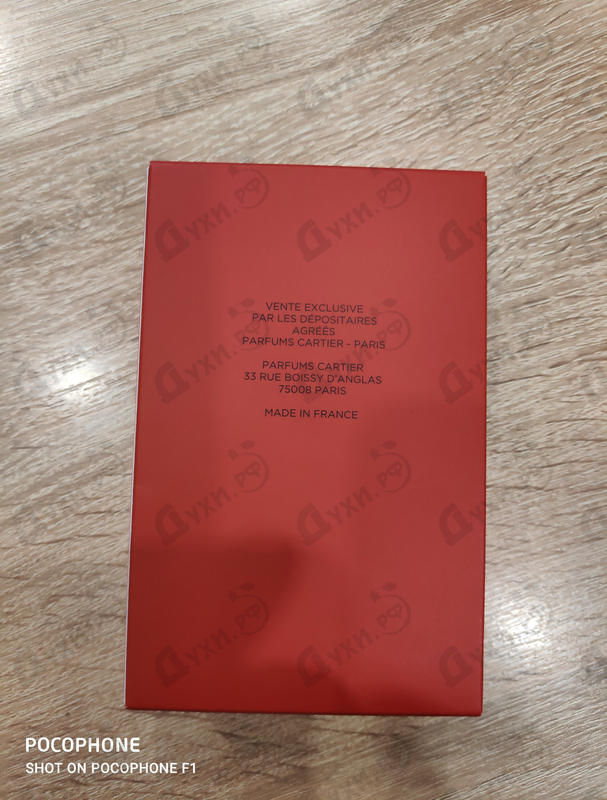 VENTE EXCLUSIVE
PAR LES DÉPOSITAIRES
AGRÉÉS
PARFUMS CARTIER - PARIS
PARFUMS CARTIER
33 RUE BOISSY D'ANGLAS
75008 PARIS
MADE IN FRANCE
Духи.рф
POCOPHONE
SHOT ON POCOPHONE F1